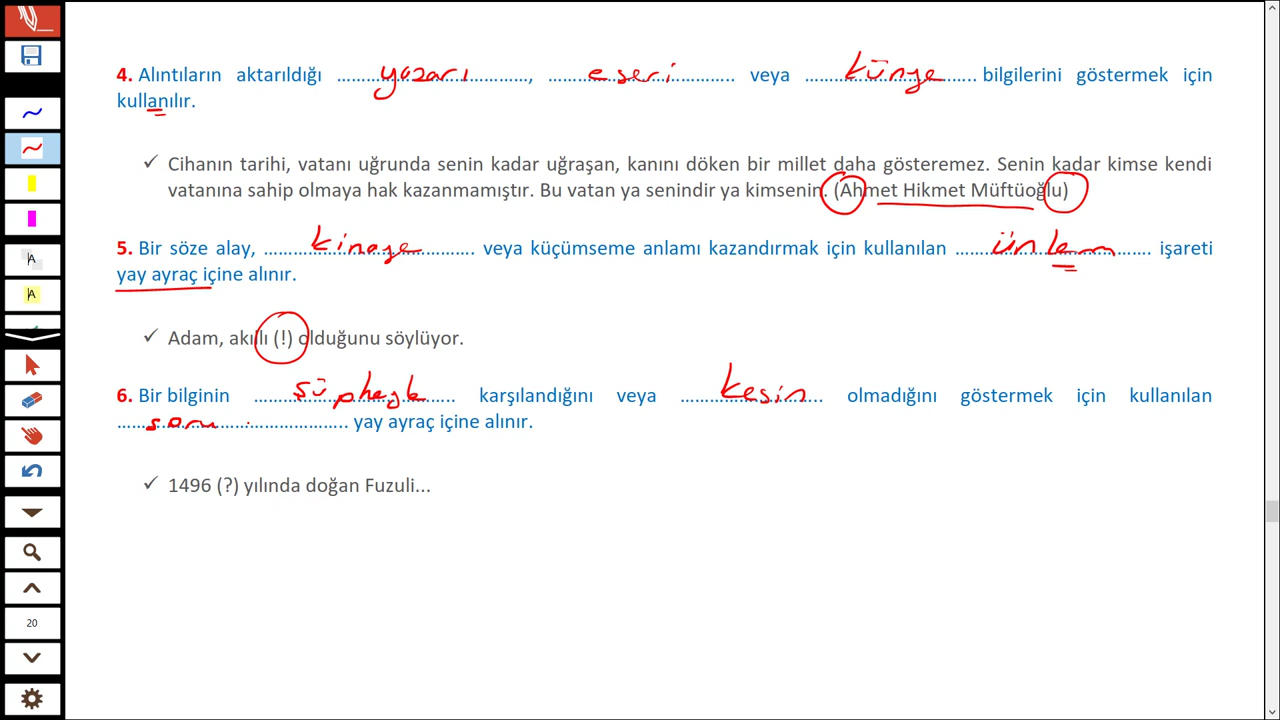 4. Alıntıların aktarıldığı ......yazarı......, ......eseri...... veya ......künye...... bilgilerini göstermek için
kullanılır.
✓ Cihanın tarihi, vatanı uğrunda senin kadar uğraşan, kanını döken bir millet daha gösteremez. Senin kadar kimse kendi
vatanına sahip olmaya hak kazanmamıştır. Bu vatan ya senindir ya kimsenin. (Ahmet Hikmet Müftüoğlu)
5. Bir söze alay, ......kinaye...... veya küçümseme anlamı kazandırmak için kullanılan ......ünlem...... işareti
yay ayraç içine alınır.
✓ Adam, akıllı (!) olduğunu söylüyor.
6. Bir bilginin ......şüpheyle...... karşılandığını veya ......kesin...... olmadığını göstermek için kullanılan
......soru...... yay ayraç içine alınır.
✓ 1496 (?) yılında doğan Fuzuli...
A
A
20